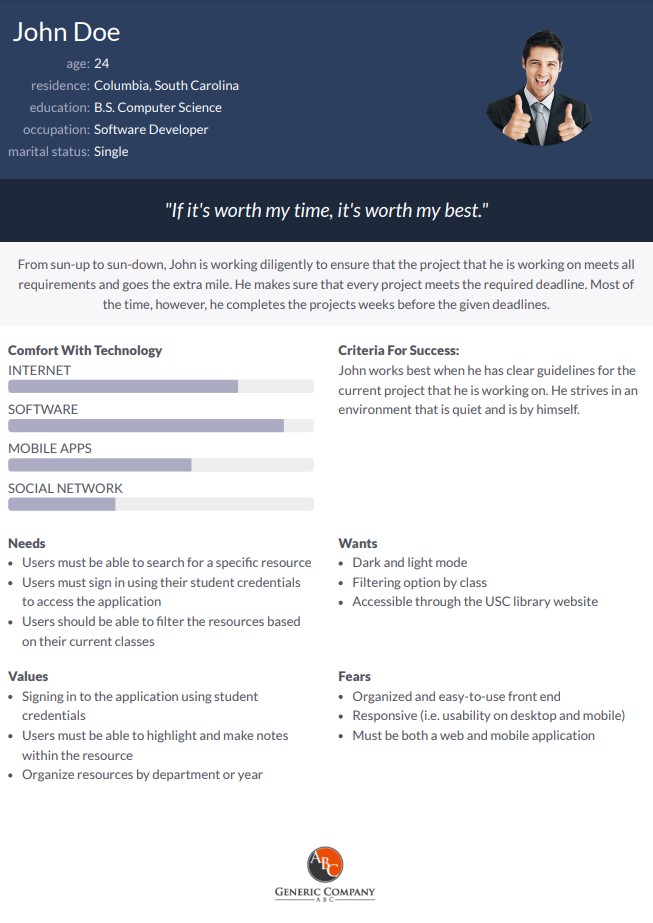 John Doe
age: 24
residence: Columbia, South Carolina
education: B.S. Computer Science
occupation: Software Developer
marital status: Single
"If it's worth my time, it's worth my best."
From sun-up to sun-down, John is working diligently to ensure that the project that he is working on meets all
requirements and goes the extra mile. He makes sure that every project meets the required deadline. Most of
the time, however, he completes the projects weeks before the given deadlines.
Comfort With Technology
INTERNET
SOFTWARE
MOBILE APPS
SOCIAL NETWORK
Criteria For Success:
John works best when he has clear guidelines for the
current project that he is working on. He strives in an
environment that is quiet and is by himself.
Needs
• Users must be able to search for a specific resource
• Users must sign in using their student credentials
to access the application
• Users should be able to filter the resources based
on their current classes
Wants
• Dark and light mode
• Filtering option by class
• Accessible through the USC library website
Values
• Signing in to the application using student
credentials
• Users must be able to highlight and make notes
within the resource
• Organize resources by department or year
Fears
• Organized and easy-to-use front end
• Responsive (i.e. usability on desktop and mobile)
• Must be both a web and mobile application
ABC
GENERIC COMPANY
ABC